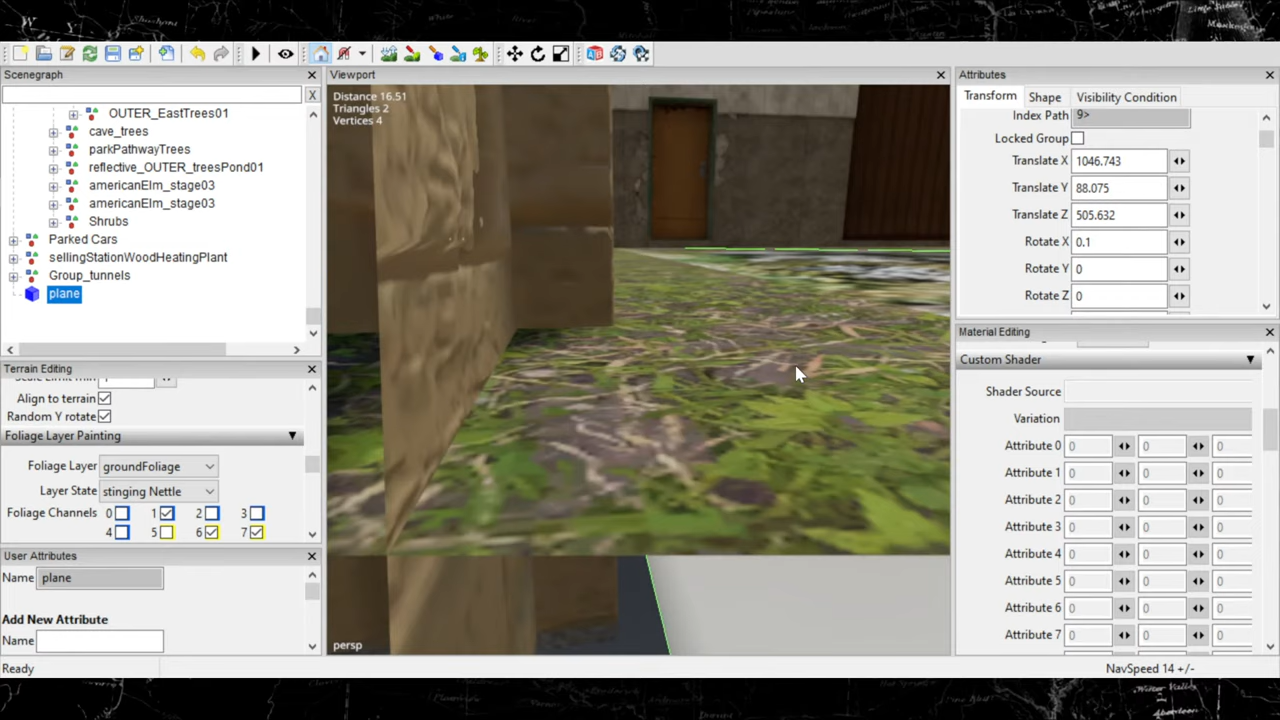 Scenegraph
Viewport
Attributes
X
OUTER_EastTrees01
cave_trees
parkPathwayTrees
reflective_OUTER_treesPond01
americanElm_stage03
americanElm_stage03
Shrubs
Parked Cars
sellingStationWoodHeatingPlant
Group_tunnels
plane
Terrain Editing
Align to terrain
Random Y rotate
Foliage Layer Painting
Foliage Layer groundFoliage
Layer State stinging Nettle
Foliage Channels 0 1 2 3
4 5 6 7
User Attributes
Name plane
Add New Attribute
Name
Ready
Distance 16.51
Triangles 2
Vertices 4
persp
Transform Shape Visibility Condition
Index Path 9>
Locked Group
Translate X 1046.743
Translate Y 88.075
Translate Z 505.632
Rotate X 0.1
Rotate Y 0
Rotate Z 0
Material Editing
Custom Shader
Shader Source
Variation
Attribute 0 0 0 0
Attribute 1 0 0 0
Attribute 2 0 0 0
Attribute 3 0 0 0
Attribute 4 0 0 0
Attribute 5 0 0 0
Attribute 6 0 0 0
Attribute 7 0 0 0
NavSpeed 14 +/-